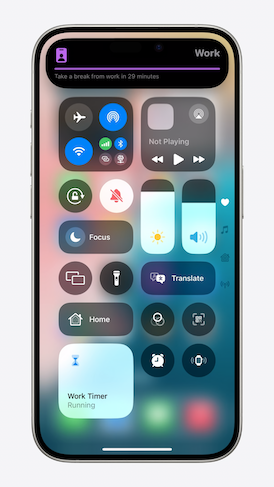 Work
Take a break from work in 29 minutes
Not Playing
Focus
Translate
Home
Work Timer
Running